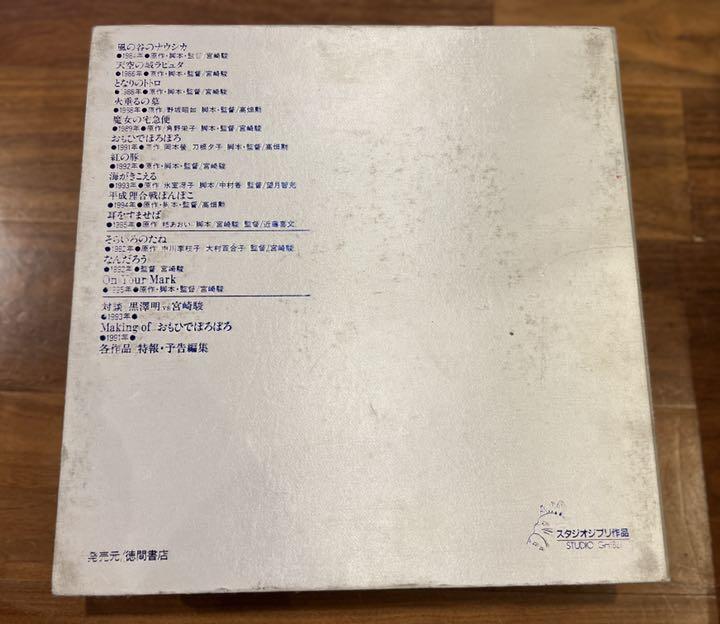 風の谷のナウシカ
●1984年●原作・脚本・監督/宮崎駿
天空の城ラピュタ
●1986年●原作・脚本・監督/宮崎駿
となりのトトロ
●1988年●原作・脚本・監督/宮崎駿
火垂るの墓
●1988年●原作/野坂昭如 脚本・監督/高畑勲
魔女の宅急便
●1989年●原作/角野栄子 脚本・監督/宮崎駿
おもひでぽろぽろ
●1991年●原作 岡本螢 刀根夕子 脚本・監督/高畑勲
紅の豚
●1992年●原作・脚本・監督/宮崎駿
海がきこえる
●1993年●原作 氷室冴子 脚本/中村香 監督/望月智充
平成狸合戦ぽんぽこ
●1994年●原作・脚本・監督/高畑勲
耳をすませば
●1995年●原作 柊あおい 脚本/宮崎駿 監督/近藤喜文
そらいろのたね
●1992年●原作 中川李枝子 大村百合子 監督/宮崎駿
なんだろう
●1992年●監督 宮崎駿
On Your Mark
●1995年●原作・脚本・監督/宮崎駿
対談 黒澤明vs宮崎駿
●1993年●
Making of おもひでぽろぽろ
●1991年●
各作品 特報・予告編集
スタジオジブリ作品
STUDIO GHIBLI
発売元/徳間書店